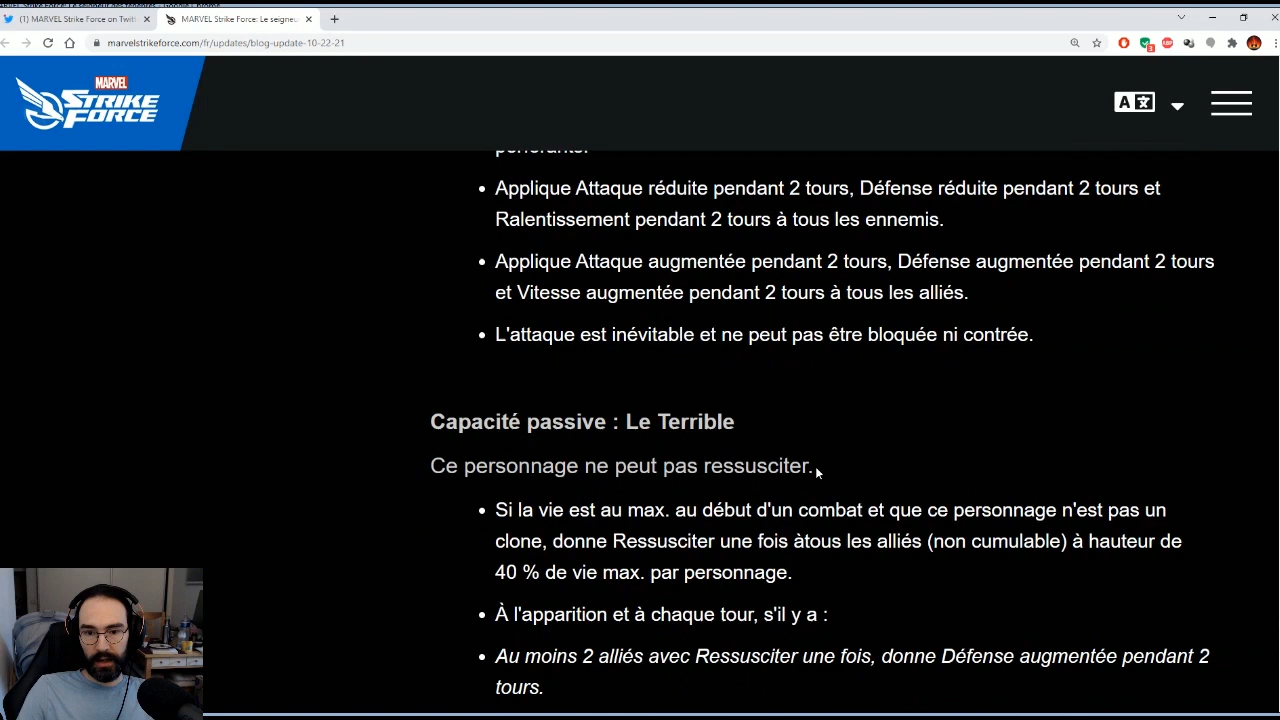 (1) MARVEL Strike Force on Twitt
MARVEL Strike Force: Le seigneu
marvelstrikeforce.com/fr/updates/blog-update-10-22-21
MARVEL
STRIKE
FORCE
A 文
perforante.
• Applique Attaque réduite pendant 2 tours, Défense réduite pendant 2 tours et
Ralentissement pendant 2 tours à tous les ennemis.
• Applique Attaque augmentée pendant 2 tours, Défense augmentée pendant 2 tours
et Vitesse augmentée pendant 2 tours à tous les alliés.
• L'attaque est inévitable et ne peut pas être bloquée ni contrée.
Capacité passive : Le Terrible
Ce personnage ne peut pas ressusciter.
• Si la vie est au max. au début d'un combat et que ce personnage n'est pas un
clone, donne Ressusciter une fois àtous les alliés (non cumulable) à hauteur de
40 % de vie max. par personnage.
• À l'apparition et à chaque tour, s'il y a :
• Au moins 2 alliés avec Ressusciter une fois, donne Défense augmentée pendant 2
tours.